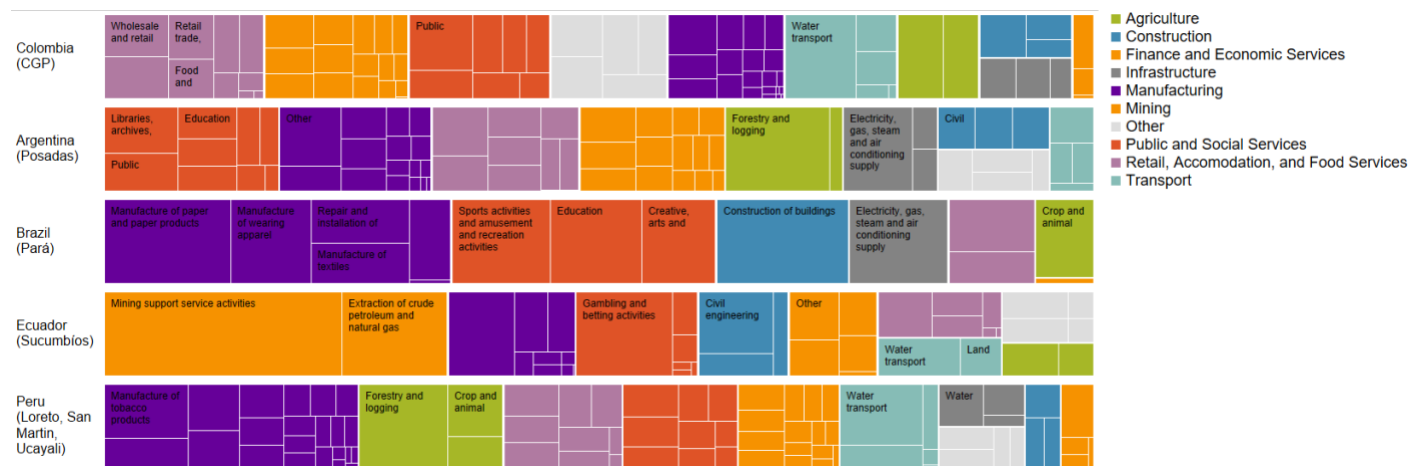 Colombia
(CGP)
Wholesale
and retail
Retail
trade,
Food
and
Public
Water
transport
Argentina
(Posadas)
Libraries,
archives,
Public
Education
Other
Forestry and
logging
Electricity,
gas, steam
and air
conditioning
supply
Civil
Brazil
(Pará)
Manufacture of paper
and paper products
Manufacture
of wearing
apparel
Repair and
installation of
Manufacture of
textiles
Sports activities
and amusement
and recreation
activities
Education
Creative,
arts and
Construction of buildings
Electricity, gas,
steam and air
conditioning
supply
Crop and
animal
Ecuador
(Sucumbíos)
Mining support service activities
Extraction of crude
petroleum and
natural gas
Gambling and
betting activities
Civil
engineering
Other
Water
transport
Land
Peru
(Loreto, San
Martin,
Ucayali)
Manufacture of
tobacco
products
Forestry and
logging
Crop and
animal
Water
transport
Water
Agriculture
Construction
Finance and Economic Services
Infrastructure
Manufacturing
Mining
Other
Public and Social Services
Retail, Accomodation, and Food Services
Transport